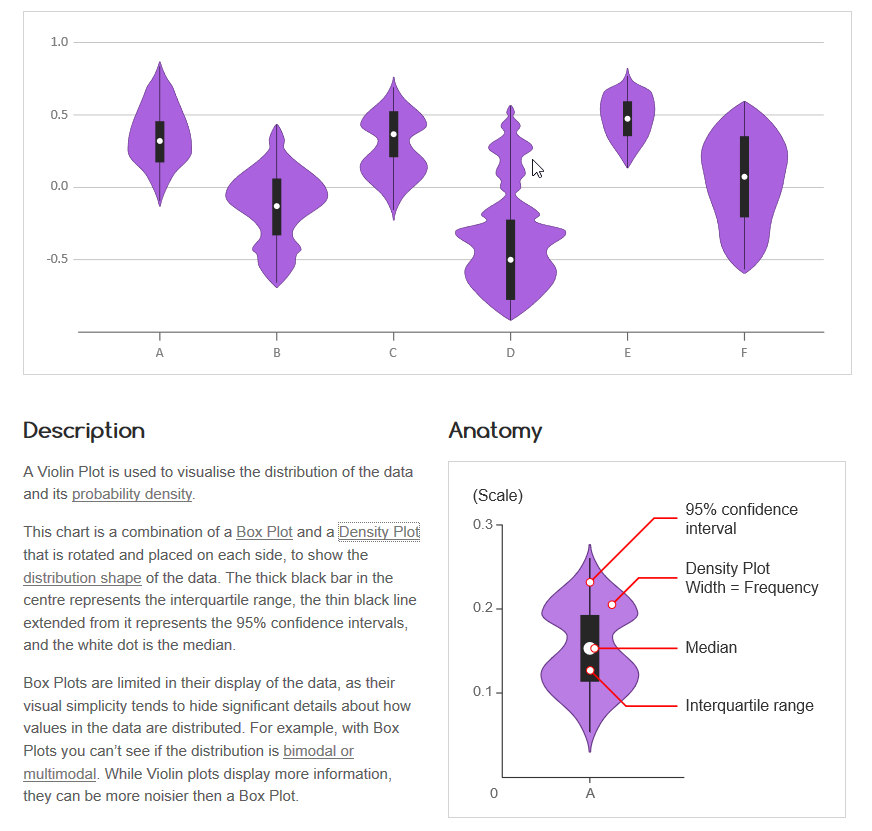 1.0
0.5
0.0
-0.5
A B C D E F
Description
A Violin Plot is used to visualise the distribution of the data
and its probability density.
This chart is a combination of a Box Plot and a Density Plot
that is rotated and placed on each side, to show the
distribution shape of the data. The thick black bar in the
centre represents the interquartile range, the thin black line
extended from it represents the 95% confidence intervals,
and the white dot is the median.
Box Plots are limited in their display of the data, as their
visual simplicity tends to hide significant details about how
values in the data are distributed. For example, with Box
Plots you can’t see if the distribution is bimodal or
multimodal. While Violin plots display more information,
they can be more noisier then a Box Plot.
Anatomy
(Scale)
0.3
0.2
0.1
0
A
95% confidence
interval
Density Plot
Width = Frequency
Median
Interquartile range